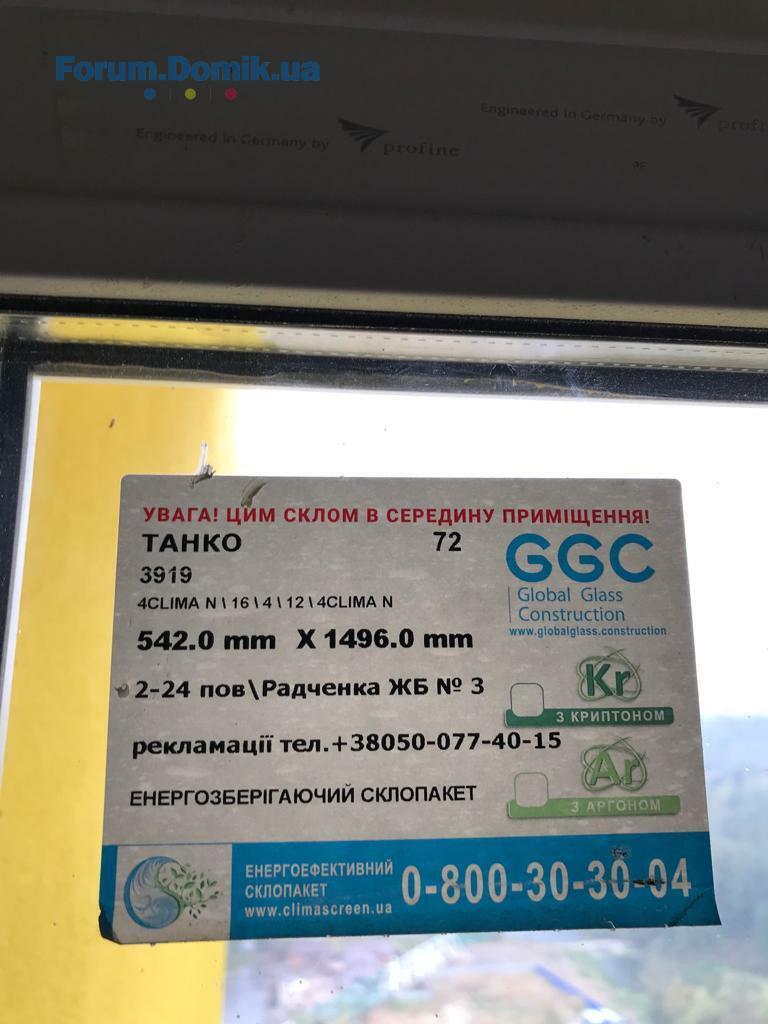 Forum.Domik.ua
Engineered in Germany by profine
Engineered in Germany by
УВАГА! ЦИМ СКЛОМ В СЕРЕДИНУ ПРИМІЩЕННЯ!
ТАНКО 72
3919
4CLIMA N \ 16 \ 4 \ 12 \ 4CLIMA N
542.0 mm X 1496.0 mm
GGC
Global Glass
Construction
www.globalglass.construction
2-24 пов\Радченка ЖБ № 3
Kr
З КРИПТОНОМ
рекламації тел.+38050-077-40-15
Ar
З АРГОНОМ
ЕНЕРГОЗБЕРІГАЮЧИЙ СКЛОПАКЕТ
ЕНЕРГОЕФЕКТИВНИЙ
СКЛОПАКЕТ
www.climascreen.ua
0-800-30-30-04